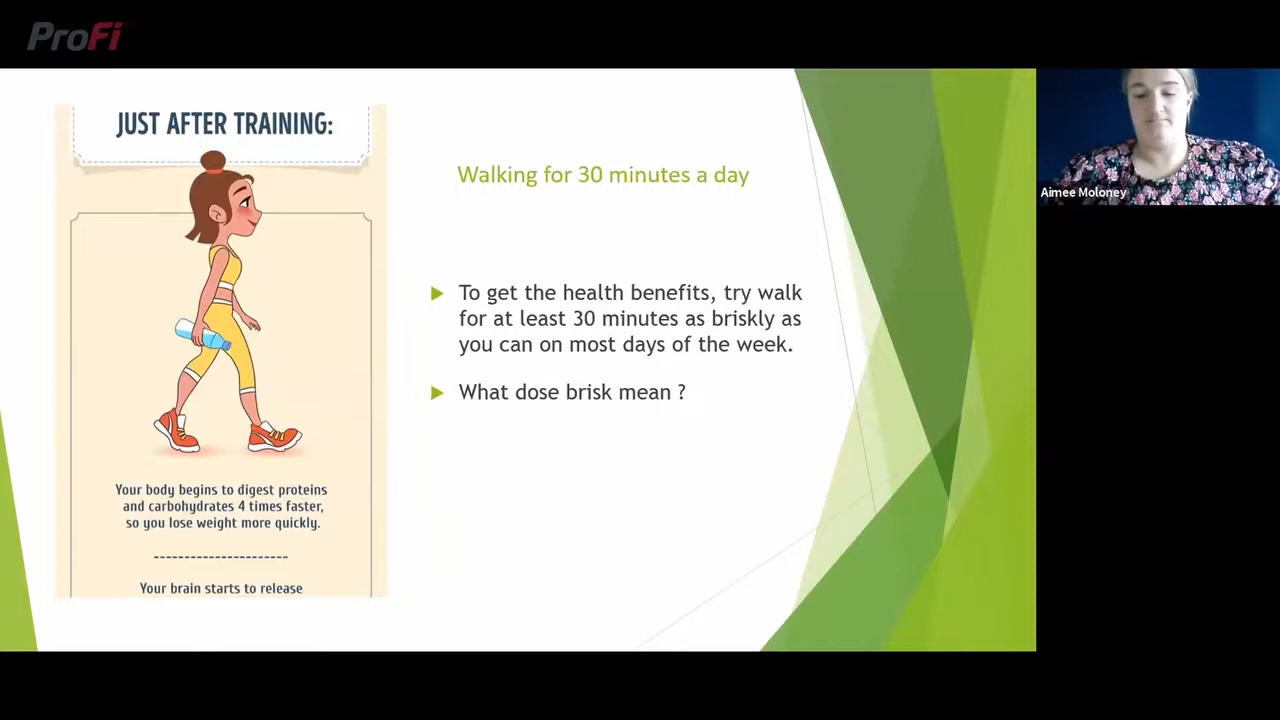 ProFi
JUST AFTER TRAINING:
Your body begins to digest proteins
and carbohydrates 4 times faster,
so you lose weight more quickly.
Your brain starts to release
Walking for 30 minutes a day
To get the health benefits, try walk
for at least 30 minutes as briskly as
you can on most days of the week.
What dose brisk mean ?
Aimee Moloney